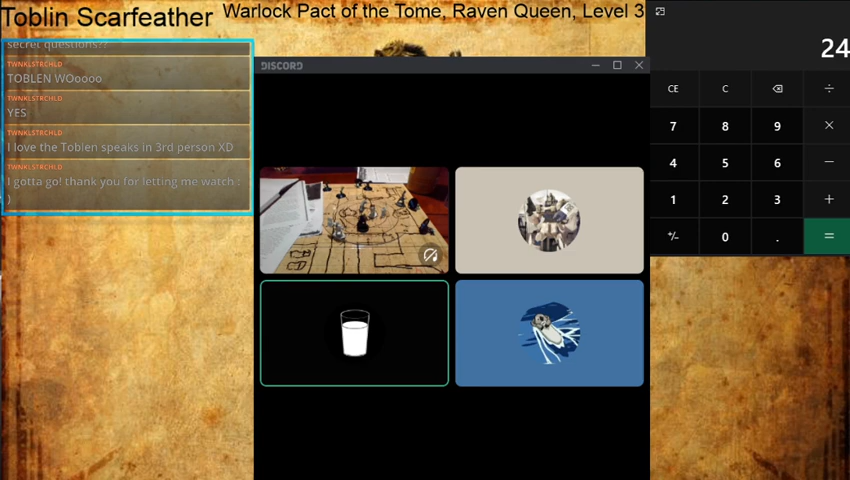 Toblin Scarfeather
Warlock Pact of the Tome, Raven Queen, Level 3
secret questions??
TWNKLSTRCHLD
TOBLEN WOoooo
TWNKLSTRCHLD
YES
TWNKLSTRCHLD
I love the Toblen speaks in 3rd person XD
TWNKLSTRCHLD
I gotta go! thank you for letting me watch :
)
DISCORD
24
CE C ÷
7 8 9 ×
4 5 6 −
1 2 3 +
+/− 0 . =